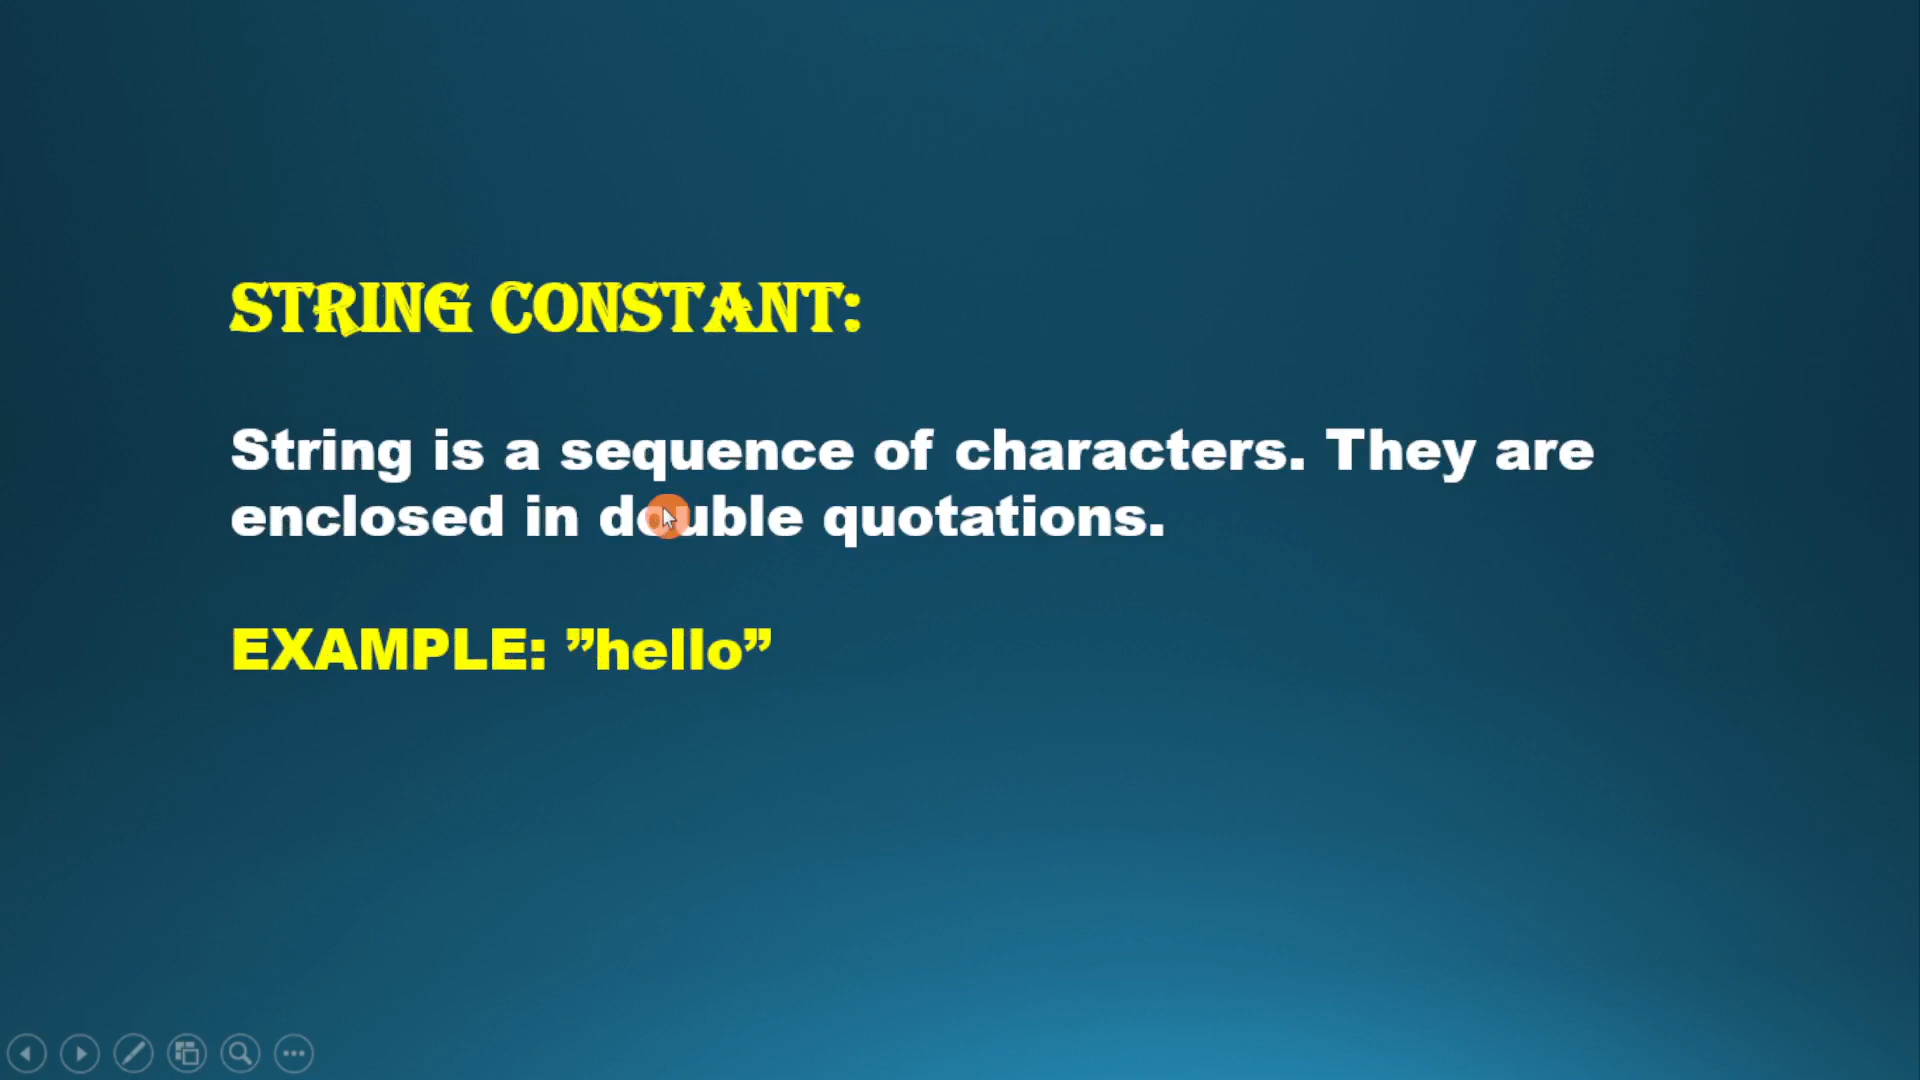 STRING CONSTANT:
String is a sequence of characters. They are
enclosed in double quotations.
EXAMPLE: ”hello”